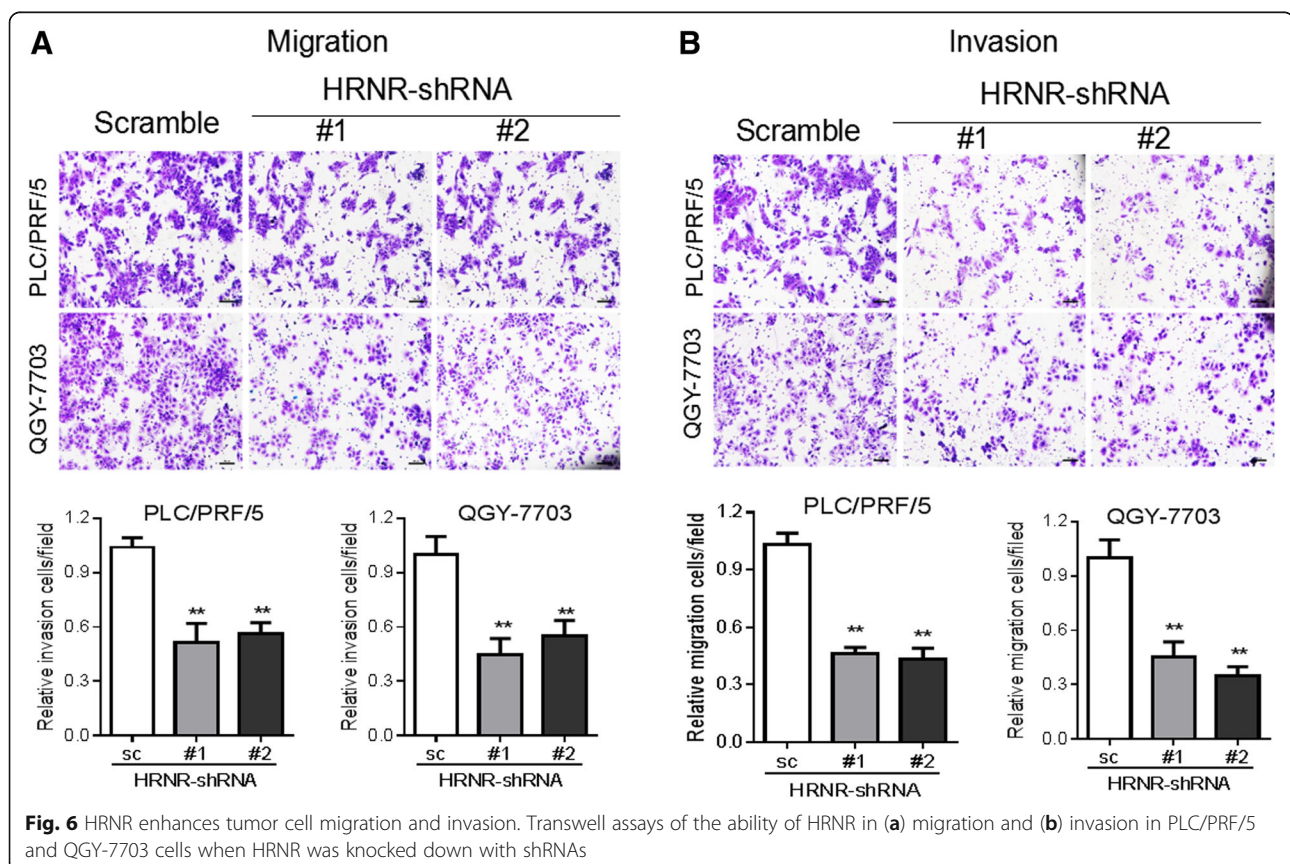 A
Migration
HRNR-shRNA
Scramble
#1
#2
PLC/PRF/5
QGY-7703
PLC/PRF/5
Relative invasion cells/field
1.2
0.9
0.6
0.3
0.0
**
**
sc
#1
#2
HRNR-shRNA
QGY-7703
Relative invasion cells/field
1.2
0.9
0.6
0.3
0.0
**
**
sc
#1
#2
HRNR-shRNA
B
Invasion
HRNR-shRNA
Scramble
#1
#2
PLC/PRF/5
QGY-7703
PLC/PRF/5
Relative migration cells/field
1.2
0.9
0.6
0.3
0.0
**
**
sc
#1
#2
HRNR-shRNA
QGY-7703
Relative migration cells/filed
1.2
0.9
0.6
0.3
0.0
**
**
sc
#1
#2
HRNR-shRNA
Fig. 6 HRNR enhances tumor cell migration and invasion. Transwell assays of the ability of HRNR in (a) migration and (b) invasion in PLC/PRF/5
and QGY-7703 cells when HRNR was knocked down with shRNAs